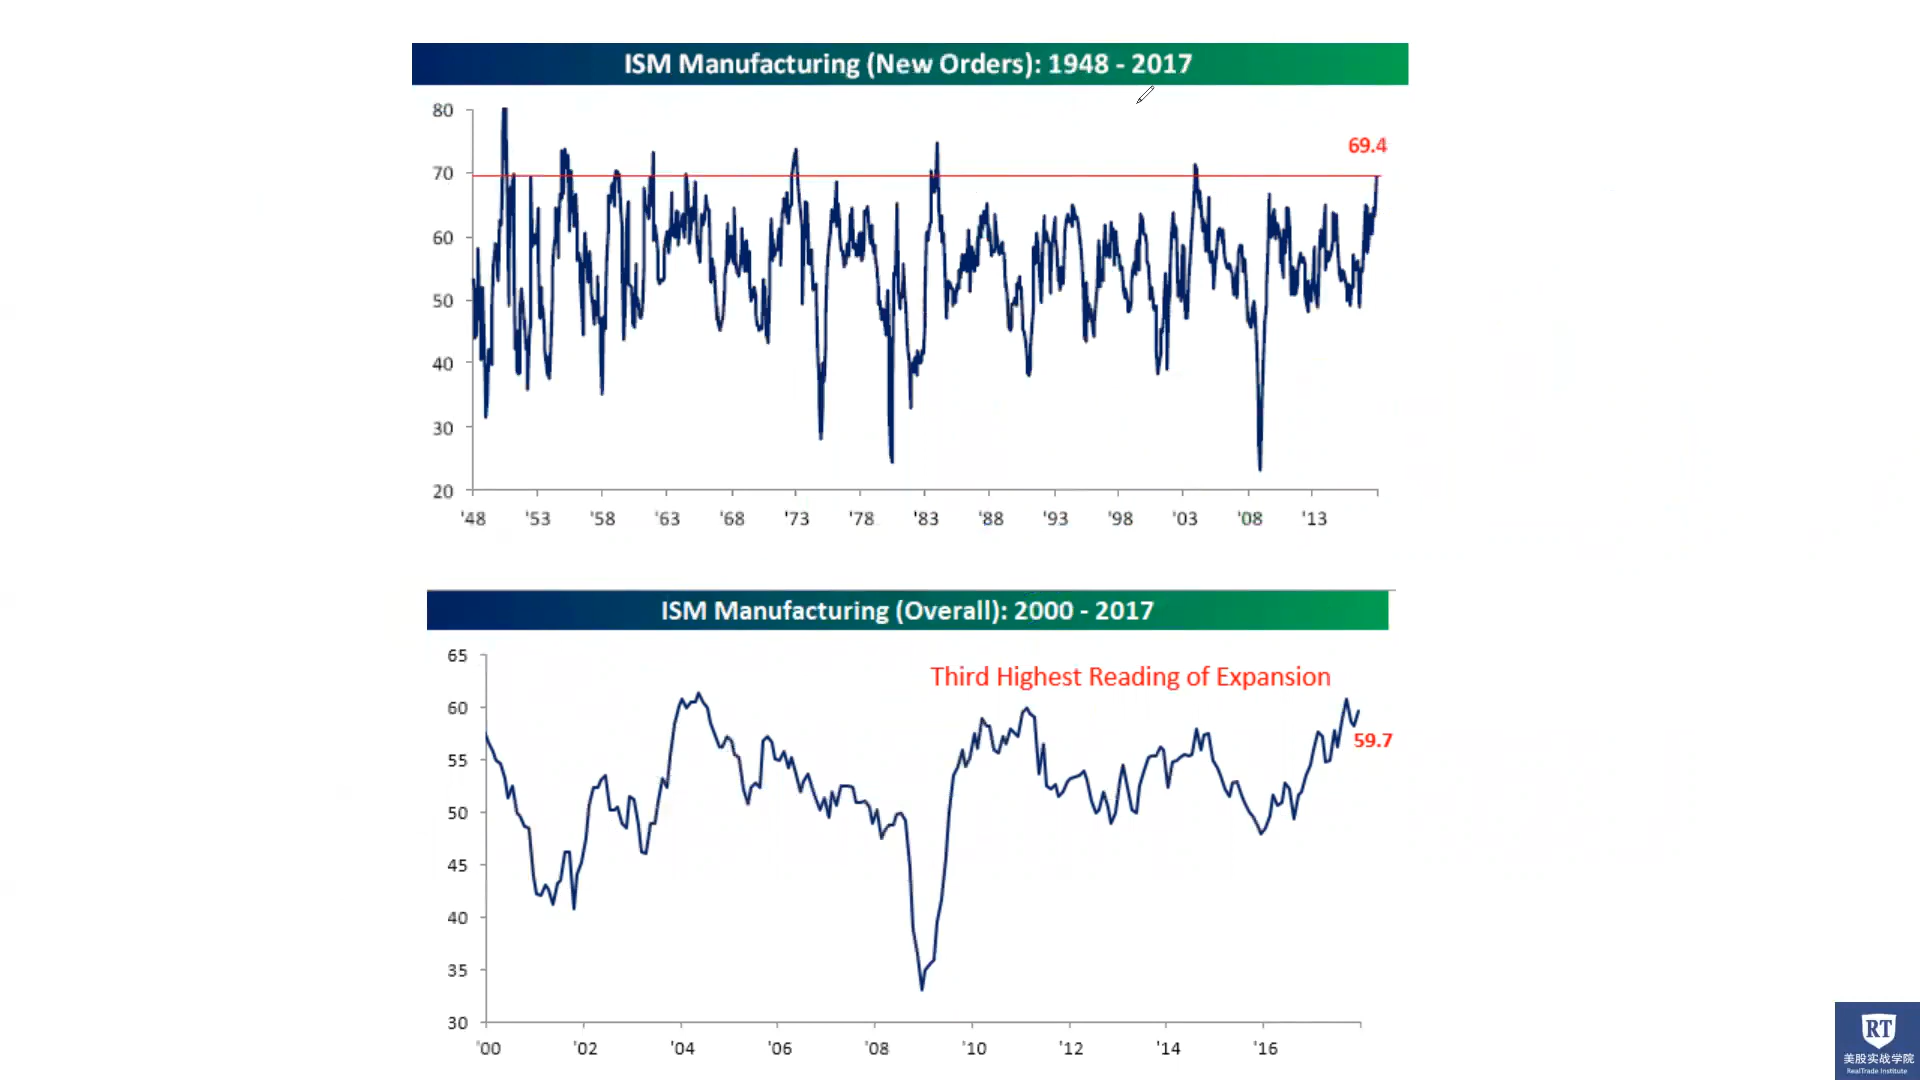 ISM Manufacturing (New Orders): 1948 - 2017
80
69.4
70
60
50
40
30
20
'48 '53 '58 '63 '68 '73 '78 '83 '88 '93 '98 '03 '08 '13
ISM Manufacturing (Overall): 2000 - 2017
65
Third Highest Reading of Expansion
60
59.7
55
50
45
40
35
30
'00 '02 '04 '06 '08 '10 '12 '14 '16
RT
美股实战学院
RealTrade Institute